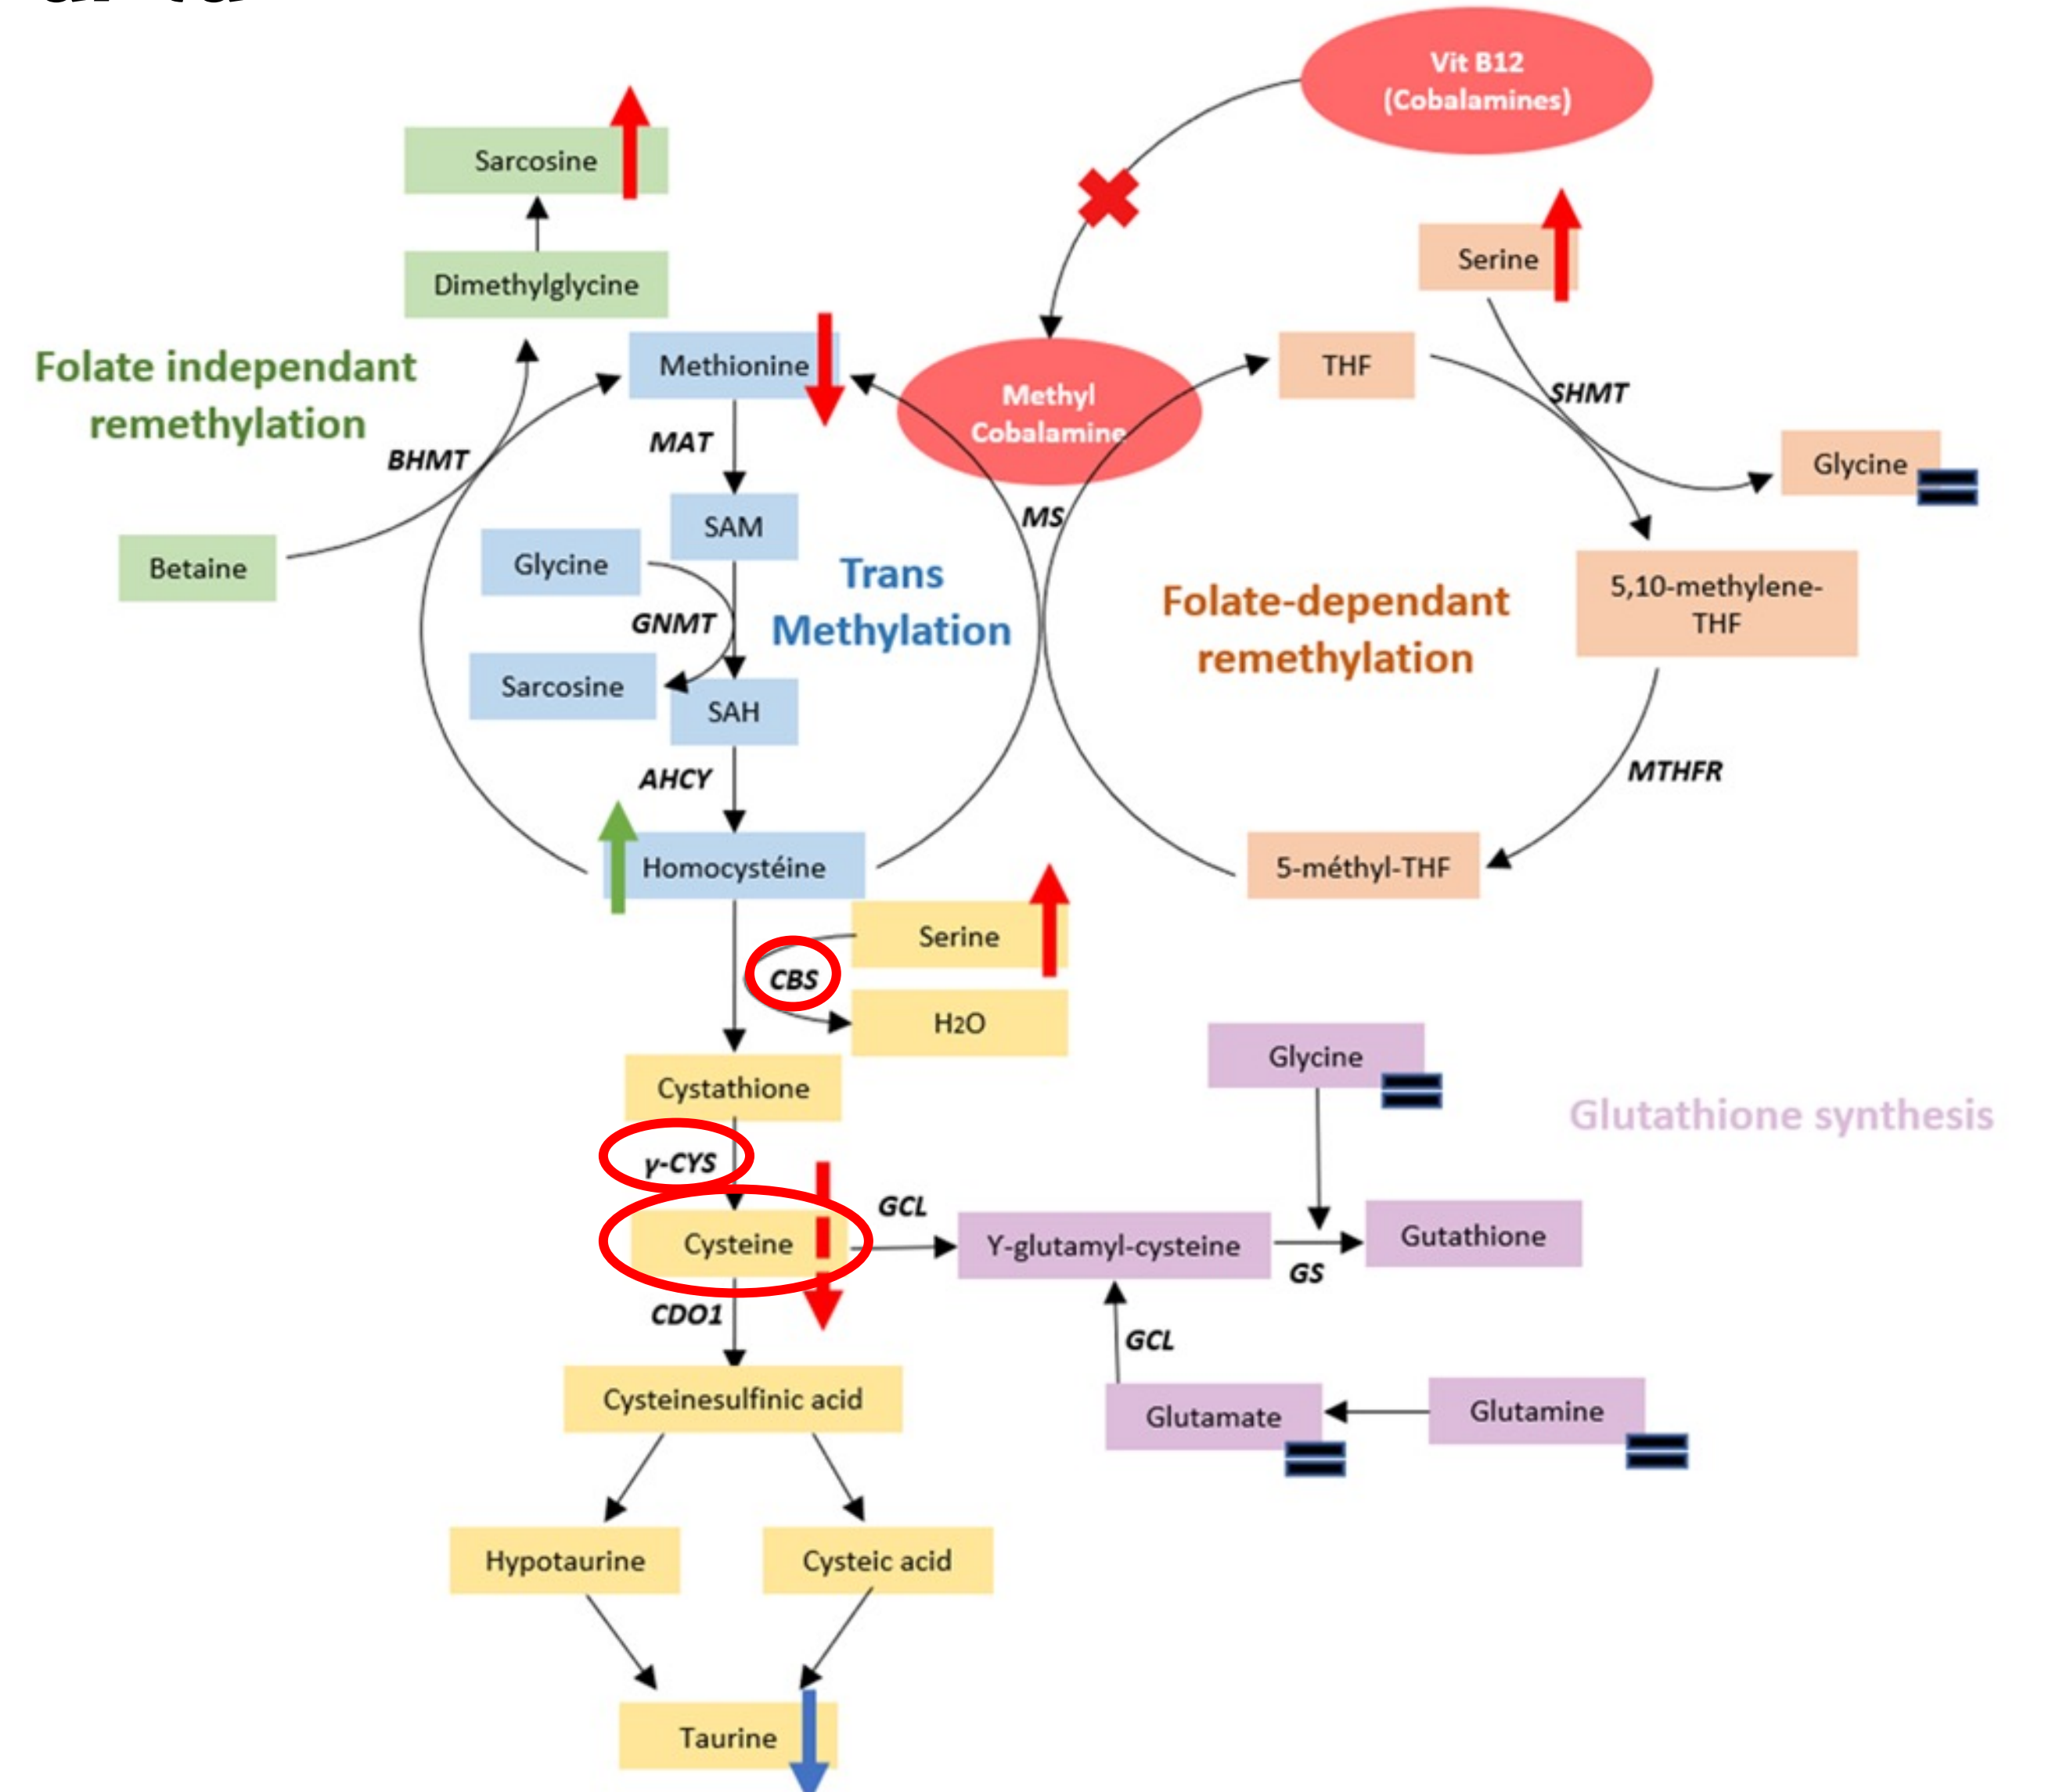 Vit B12
(Cobalamines)
Sarcosine
Serine
Dimethylglycine
Folate independant
remethylation
Methionine
Methyl
Cobalamine
THF
SHMT
BHMT
MAT
Glycine
MS
SAM
Betaine
Glycine
Trans
Methylation
Folate-dependant
remethylation
5,10-methylene-
THF
GNMT
Sarcosine
SAH
AHCY
MTHFR
Homocystéine
5-méthyl-THF
Serine
CBS
H2O
Cystathione
Glycine
Glutathione synthesis
γ-CYS
Cysteine
GCL
Y-glutamyl-cysteine
GS
Gutathione
CDO1
GCL
Cysteinesulfinic acid
Glutamate
Glutamine
Hypotaurine
Cysteic acid
Taurine